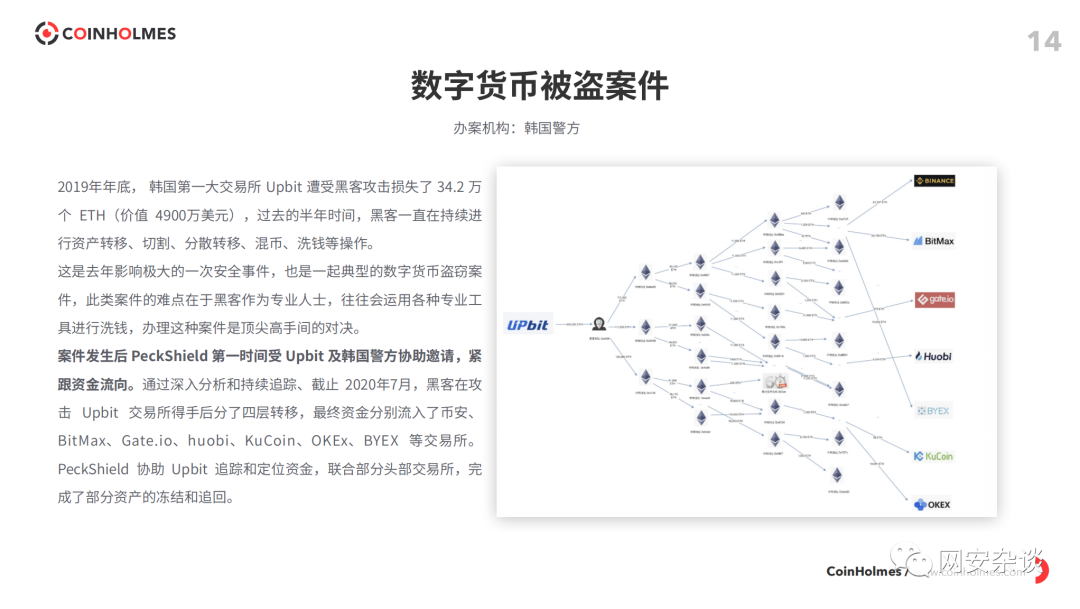 COINHOLMES
14
数字货币被盗案件
办案机构：韩国警方
2019年年底， 韩国第一大交易所 Upbit 遭受黑客攻击损失了 34.2 万
个 ETH（价值 4900万美元），过去的半年时间，黑客一直在持续进
行资产转移、切割、分散转移、混币、洗钱等操作。
这是去年影响极大的一次安全事件，也是一起典型的数字货币盗窃案
件，此类案件的难点在于黑客作为专业人士，往往会运用各种专业工
具进行洗钱，办理这种案件是顶尖高手间的对决。
案件发生后 PeckShield 第一时间受 Upbit 及韩国警方协助邀请，紧
跟资金流向。通过深入分析和持续追踪、截止 2020年7月，黑客在攻
击 Upbit 交易所得手后分了四层转移，最终资金分别流入了币安、
BitMax、Gate.io、huobi、KuCoin、OKEx、BYEX 等交易所。
PeckShield 协助 Upbit 追踪和定位资金，联合部分头部交易所，完
成了部分资产的冻结和追回。
UPbit
BINANCE
BitMax
gate.io
Huobi
BYEX
KuCoin
OKEX
CoinHolmes /
网安杂谈